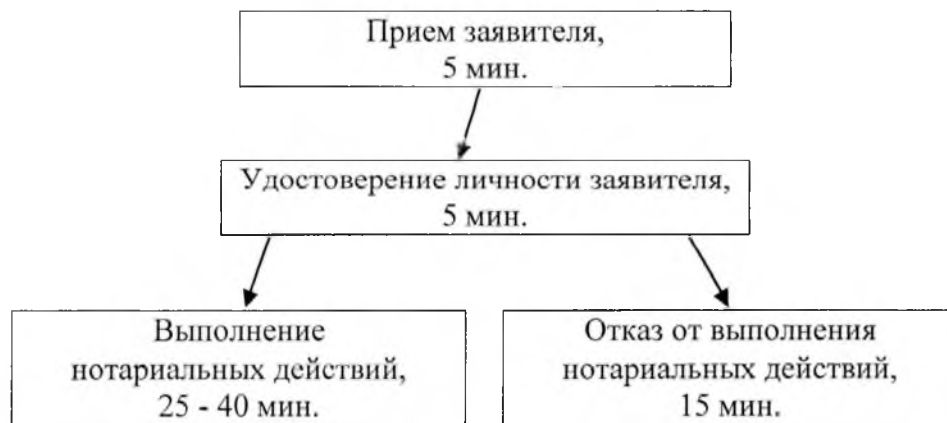 Прием заявителя,
5 мин.
Удостоверение личности заявителя,
5 мин.
Выполнение
нотариальных действий,
25 - 40 мин.
Отказ от выполнения
нотариальных действий,
15 мин.